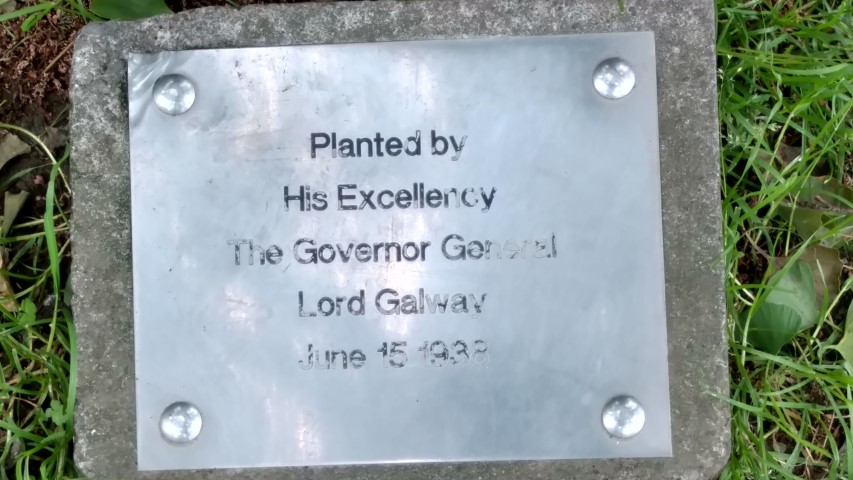 Planted by
His Excellency
The Governor General
Lord Galway
June 15 1938